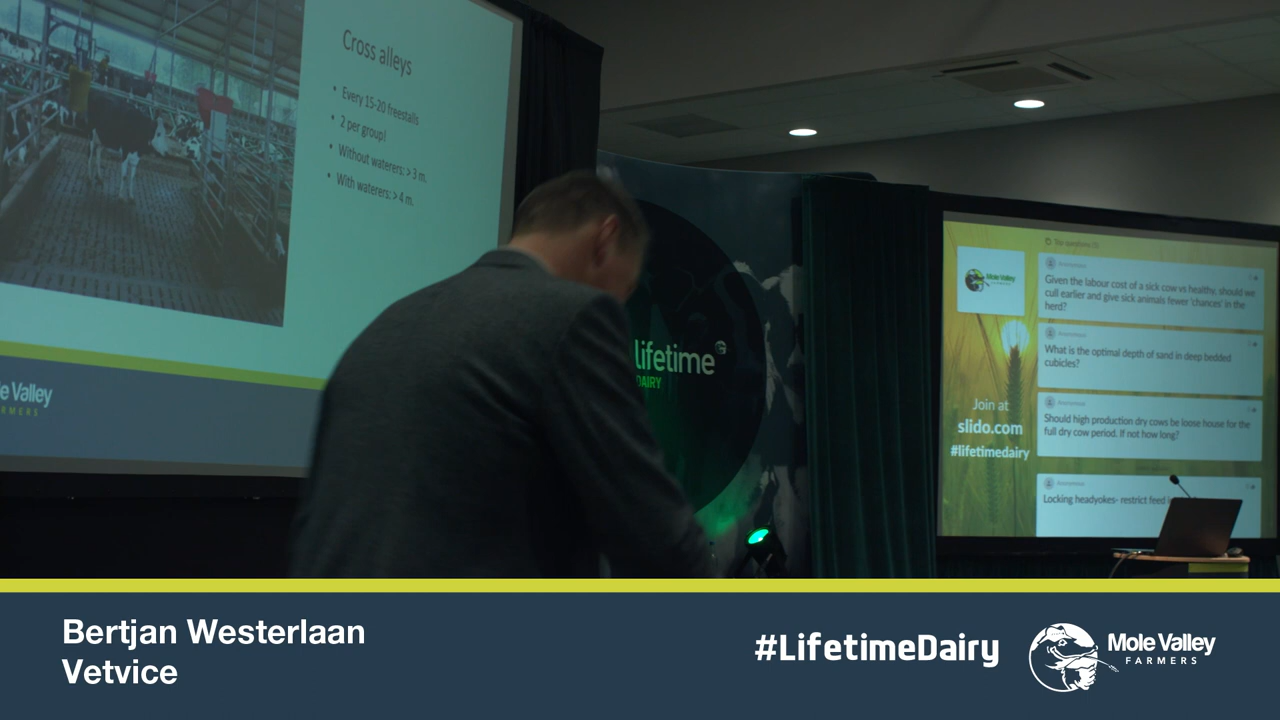 Cross alleys
• Every 15-20 freestalls
• 2 per group!
• Without waterers: > 3 m.
• With waterers: > 4 m.
le Valley
lifetime
DAIRY
Mole Valley
Join at
slido.com
#lifetimedairy
Anonymous
Given the labour cost of a sick cow vs healthy, should we
cull earlier and give sick animals fewer 'chances' in the
herd?
Anonymous
What is the optimal depth of sand in deep bedded
cubicles?
Anonymous
Should high production dry cows be loose house for the
full dry cow period. If not how long?
Anonymous
Locking headyokes- restrict feed
Bertjan Westerlaan
Vetvice
#LifetimeDairy
Mole Valley
FARMERS